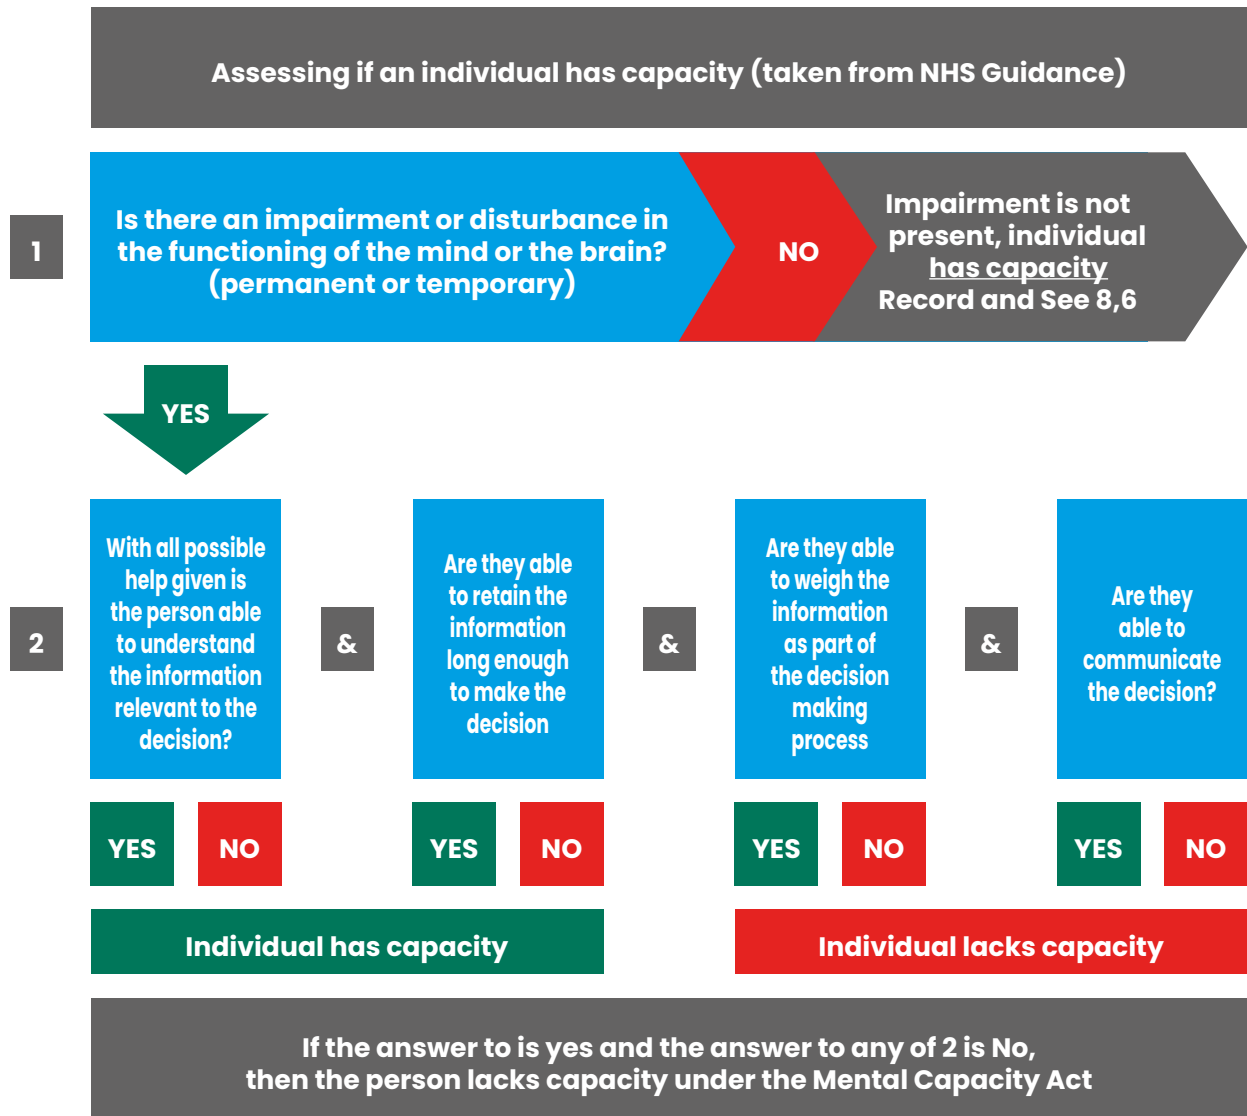 Assessing if an individual has capacity (taken from NHS Guidance)
1
Is there an impairment or disturbance in
the functioning of the mind or the brain?
(permanent or temporary)
NO
Impairment is not
present, individual
has capacity
Record and See 8,6
YES
2
With all possible
help given is
the person able
to understand
the information
relevant to the
decision?
&
Are they able
to retain the
information
long enough
to make the
decision
&
Are they able
to weigh the
information
as part of
the decision
making
process
&
Are they
able to
communicate
the decision?
YES NO YES NO YES NO YES NO
Individual has capacity
Individual lacks capacity
If the answer to is yes and the answer to any of 2 is No,
then the person lacks capacity under the Mental Capacity Act